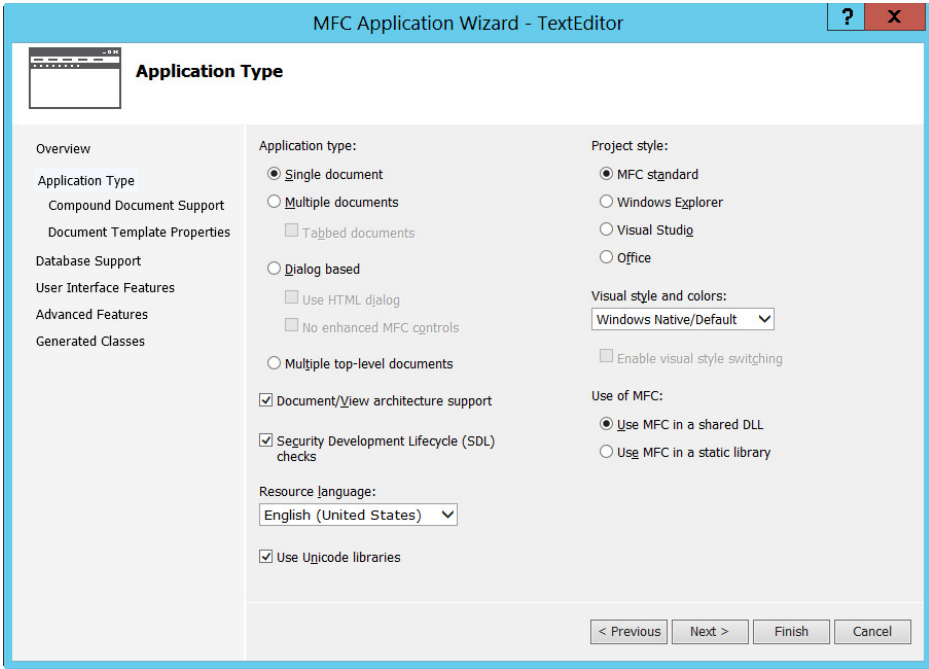 MFC Application Wizard - TextEditor
?
X
Application Type
Overview
Application Type
Compound Document Support
Document Template Properties
Database Support
User Interface Features
Advanced Features
Generated Classes
Application type:
Single document
Multiple documents
Tabbed documents
Dialog based
Use HTML dialog
No enhanced MFC controls
Multiple top-level documents
Document/View architecture support
Security Development Lifecycle (SDL)
checks
Resource language:
English (United States)
Use Unicode libraries
Project style:
MFC standard
Windows Explorer
Visual Studio
Office
Visual style and colors:
Windows Native/Default
Enable visual style switching
Use of MFC:
Use MFC in a shared DLL
Use MFC in a static library
< Previous
Next >
Finish
Cancel